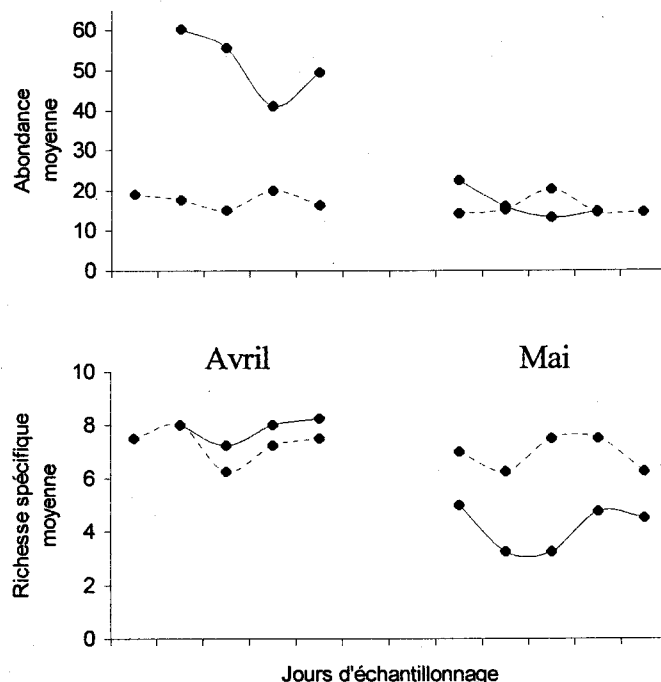 Abondance
moyenne
60
50
40
30
20
10
0
Avril
Mai
Richesse spécifique
moyenne
10
8
6
4
2
0
Jours d'échantillonnage